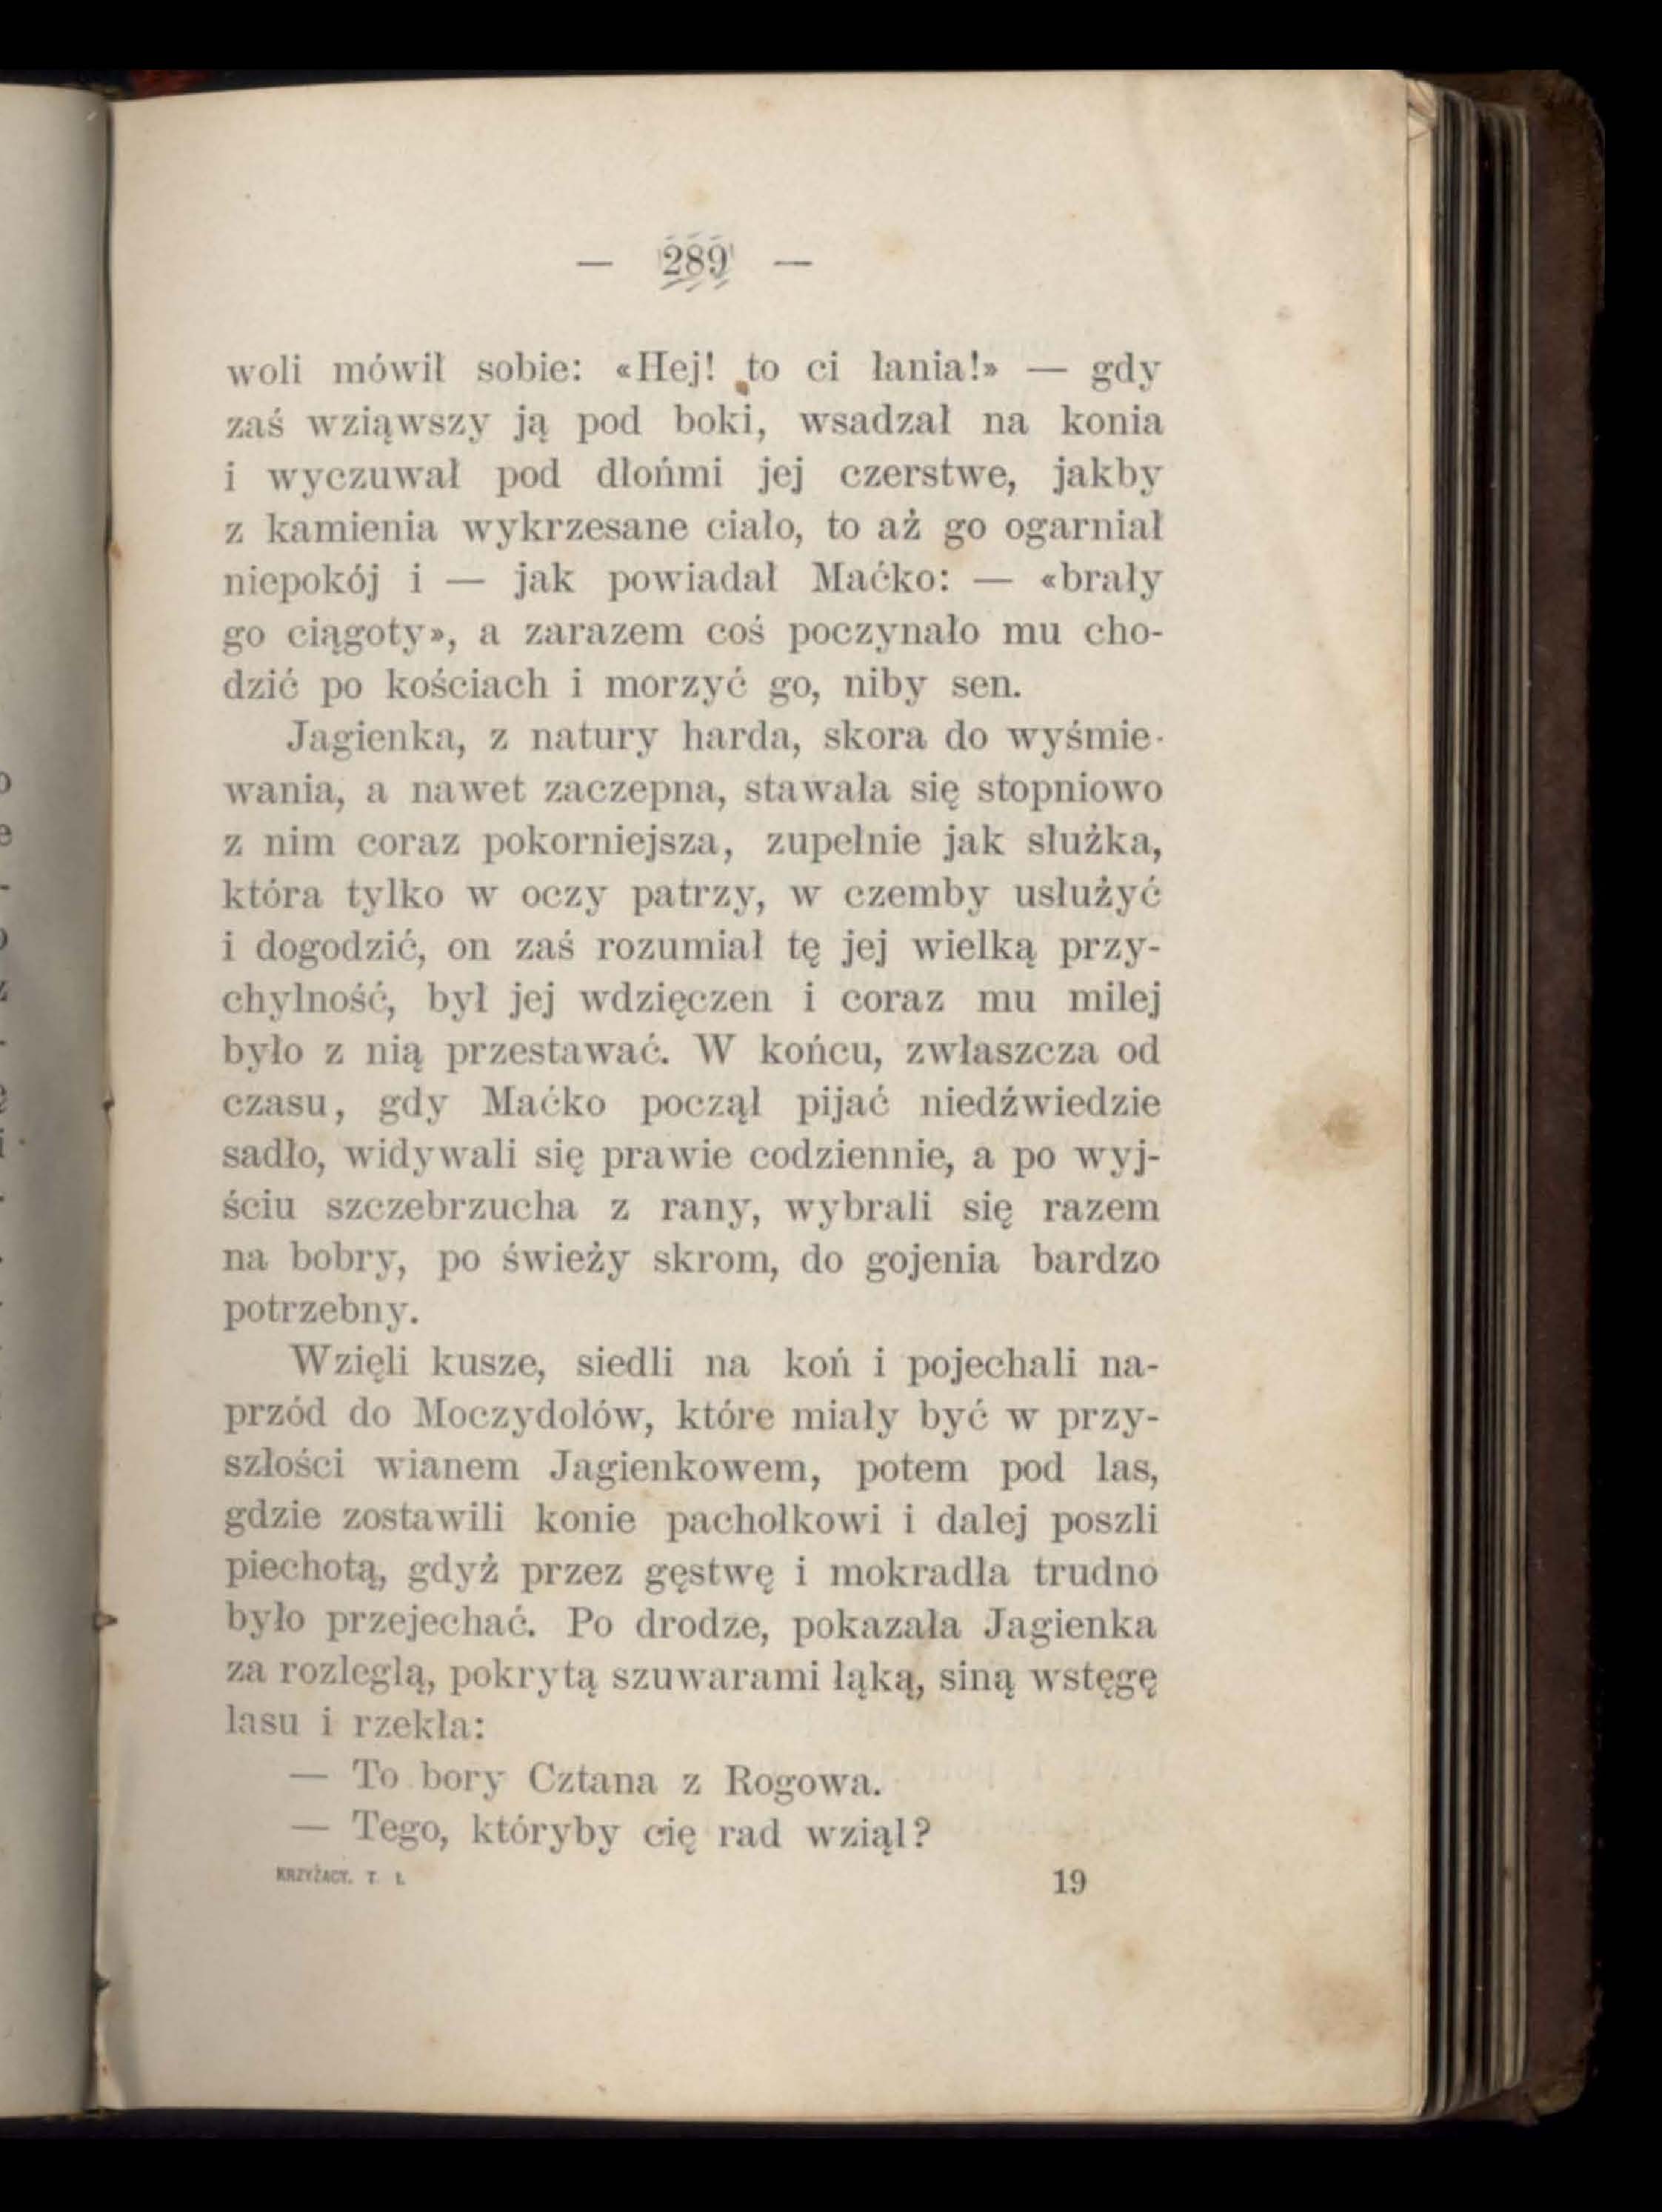 — 289 —
woli mówił sobie: «Hej! to ci łania!» — gdy
zaś wziąwszy ją pod boki, wsadzał na konia
i wyczuwał pod dłońmi jej czerstwe, jakby
z kamienia wykrzesane ciało, to aż go ogarniał
niepokój i — jak powiadał Maćko: — «brały
go ciągoty», a zarazem coś poczynało mu cho-
dzić po kościach i morzyć go, niby sen.
Jagienka, z natury harda, skora do wyśmie-
wania, a nawet zaczepna, stawała się stopniowo
z nim coraz pokorniejsza, zupełnie jak służka,
która tylko w oczy patrzy, w czemby usłużyć
i dogodzić, on zaś rozumiał tę jej wielką przy-
chylność, był jej wdzięczen i coraz mu milej
było z nią przestawać. W końcu, zwłaszcza od
czasu, gdy Maćko począł pijać niedźwiedzie
sadło, widywali się prawie codziennie, a po wyj-
ściu szczebrzucha z rany, wybrali się razem
na bobry, po świeży skrom, do gojenia bardzo
potrzebny.
Wzięli kusze, siedli na koń i pojechali na-
przód do Moczydołów, które miały być w przy-
szłości wianem Jagienkowem, potem pod las,
gdzie zostawili konie pachołkowi i dalej poszli
piechotą, gdyż przez gęstwę i mokradła trudno
było przejechać. Po drodze, pokazała Jagienka
za rozległą, pokrytą szuwarami łąką, siną wstęgę
lasu i rzekła:
— To bory Cztana z Rogowa.
— Tego, któryby cię rad wziął?
KRZYŻACY. T. I. 19